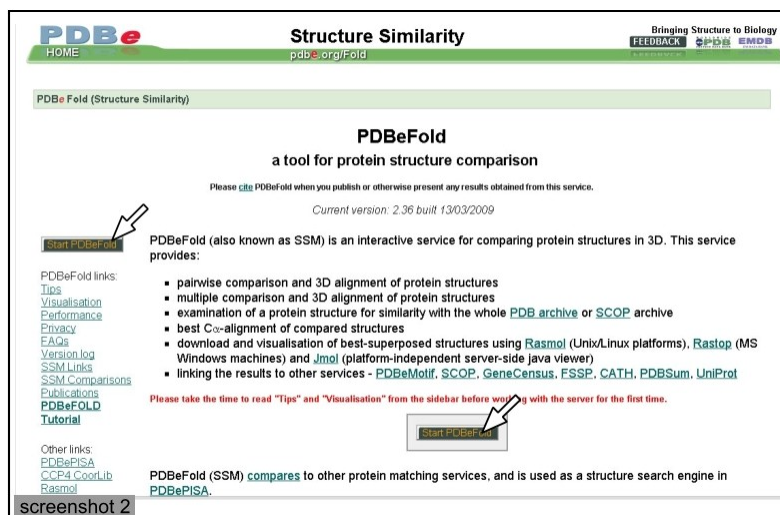 PDBe
HOME
Structure Similarity
pdbe.org/Fold
Bringing Structure to Biology
FEEDBACK PDB EMDB
PDBe Fold (Structure Similarity)
PDBeFold
a tool for protein structure comparison
Please cite PDBeFold when you publish or otherwise present any results obtained from this service.
Current version: 2.36 built 13/03/2009
Start PDBeFold
PDBeFold links:
Tips
Visualisation
Performance
Privacy
FAQs
Version log
SSM Links
SSM Comparisons
Publications
PDBeFOLD
Tutorial
Other links:
PDBePISA
CCP4 CoorLib
Rasmol
PDBeFold (also known as SSM) is an interactive service for comparing protein structures in 3D. This service
provides:
pairwise comparison and 3D alignment of protein structures
multiple comparison and 3D alignment of protein structures
examination of a protein structure for similarity with the whole PDB archive or SCOP archive
best Cα-alignment of compared structures
download and visualisation of best-superposed structures using Rasmol (Unix/Linux platforms), Rastop (MS
Windows machines) and Jmol (platform-independent server-side java viewer)
linking the results to other services - PDBeMotif, SCOP, GeneCensus, FSSP, CATH, PDBSum, UniProt
Please take the time to read "Tips" and "Visualisation" from the sidebar before working with the server for the first time.
Start PDBeFold
PDBeFold (SSM) compares to other protein matching services, and is used as a structure search engine in
PDBePISA.
screenshot 2